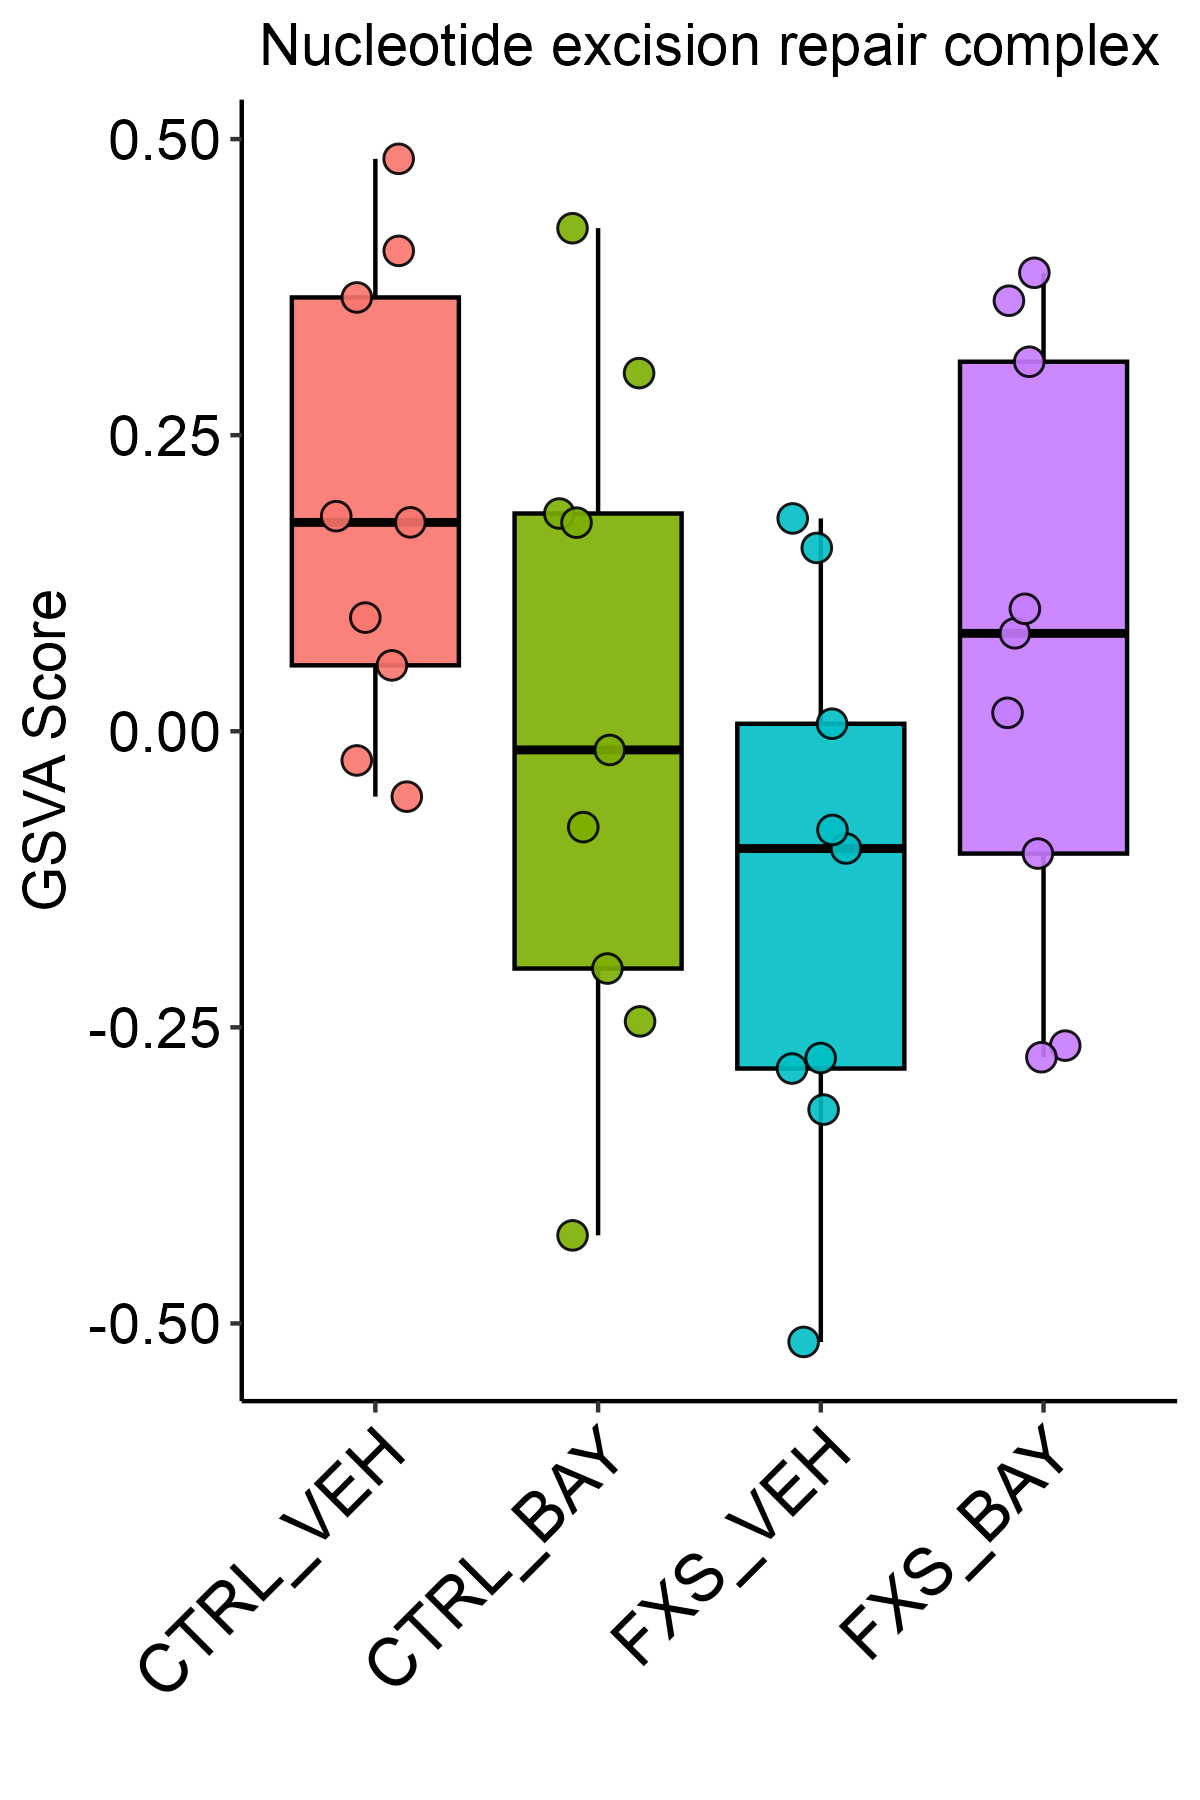 Nucleotide excision repair complex
GSVA Score
0.50
0.25
0.00
-0.25
-0.50
CTRL_VEH
CTRL_BAY
FXS_VEH
FXS_BAY